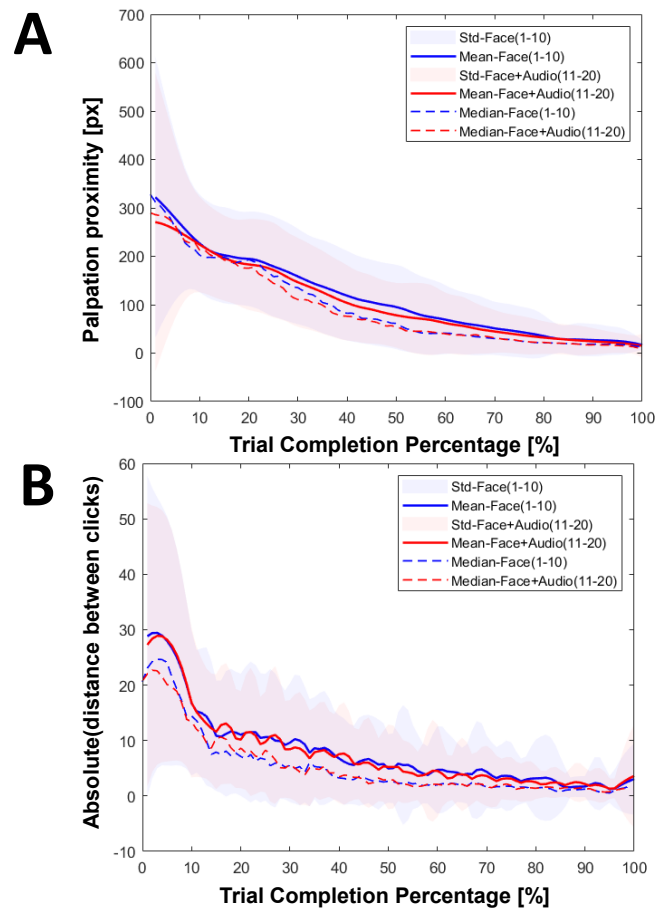 A
700
600
500
400
300
200
100
0
-100
Palpation proximity [px]
Std-Face(1-10)
Mean-Face(1-10)
Std-Face+Audio(11-20)
Mean-Face+Audio(11-20)
Median-Face(1-10)
Median-Face+Audio(11-20)
0 10 20 30 40 50 60 70 80 90 100
Trial Completion Percentage [%]
B
60
50
40
30
20
10
0
-10
Absolute(distance between clicks)
Std-Face(1-10)
Mean-Face(1-10)
Std-Face+Audio(11-20)
Mean-Face+Audio(11-20)
Median-Face(1-10)
Median-Face+Audio(11-20)
0 10 20 30 40 50 60 70 80 90 100
Trial Completion Percentage [%]